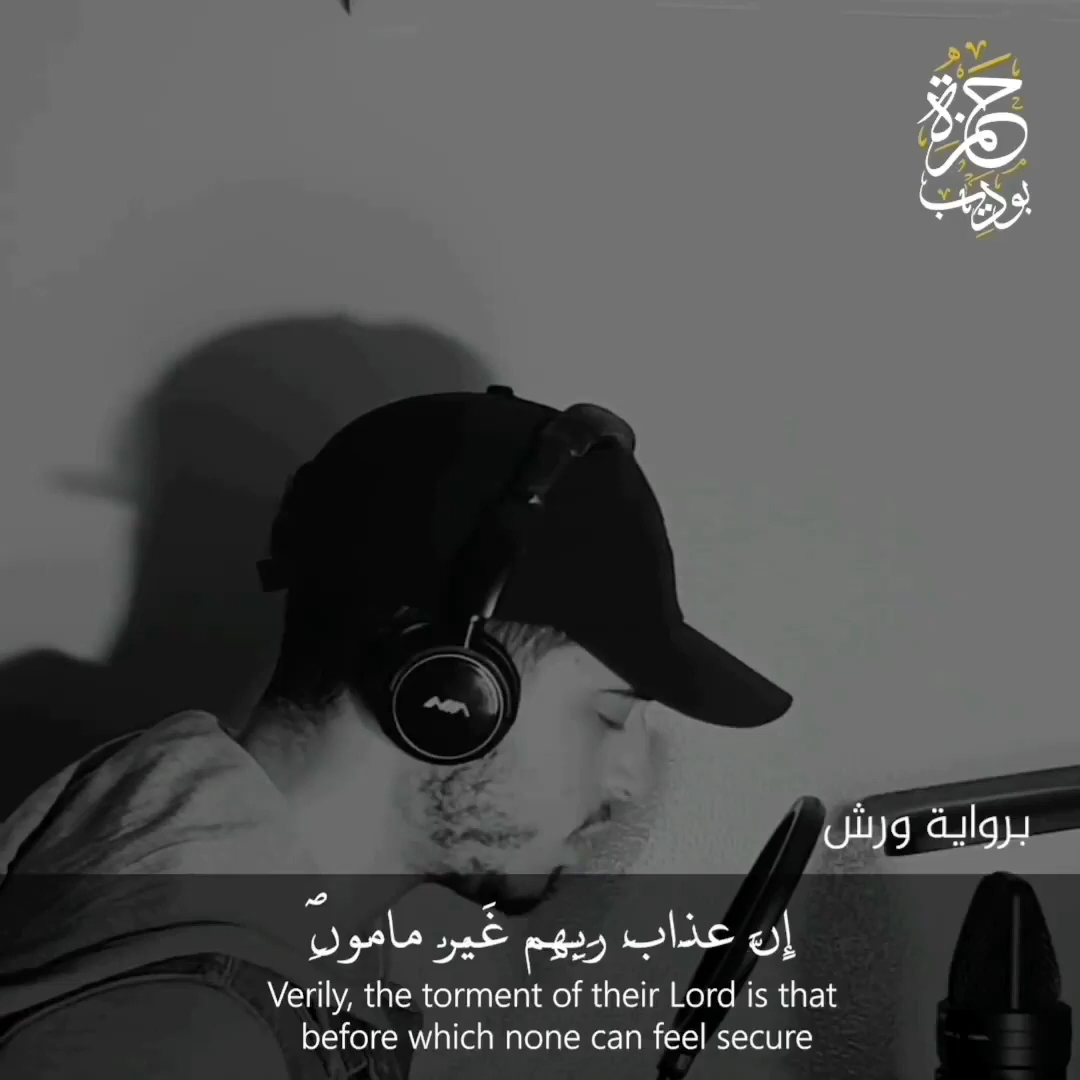 حمزة
بوديب
برواية ورش
إِنَّ عذاب ربهم غَير مامونٍ
Verily, the torment of their Lord is that
before which none can feel secure